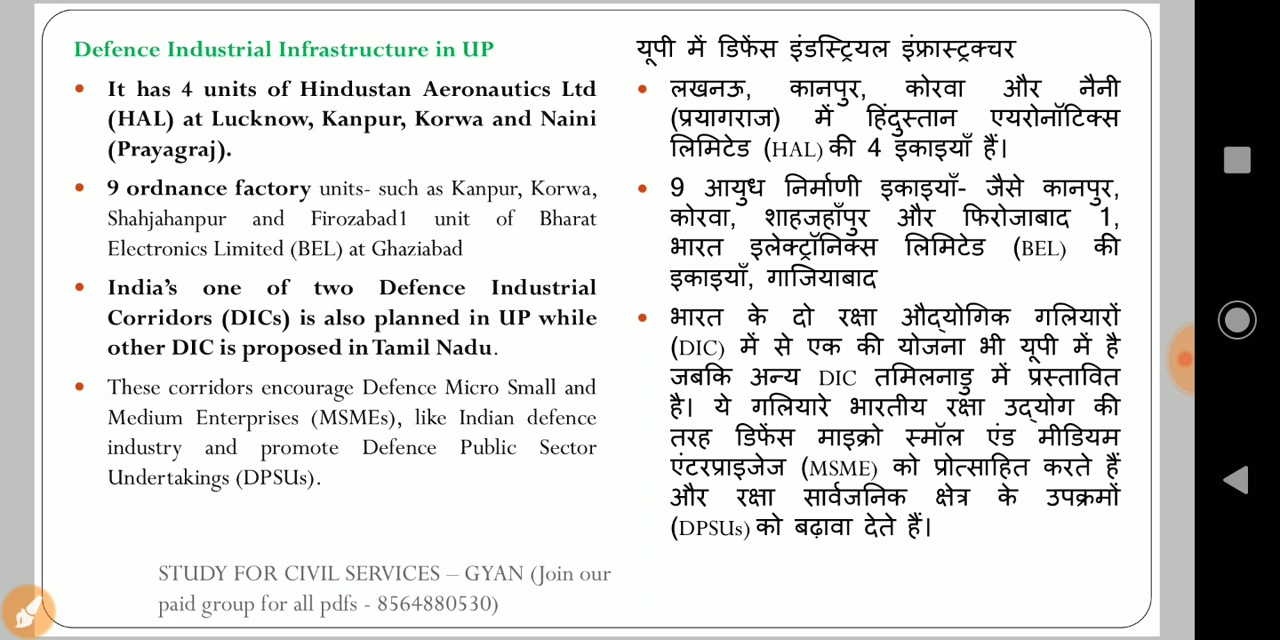 Defence Industrial Infrastructure in UP
• It has 4 units of Hindustan Aeronautics Ltd
(HAL) at Lucknow, Kanpur, Korwa and Naini
(Prayagraj).
• 9 ordnance factory units- such as Kanpur, Korwa,
Shahjahanpur and Firozabad1 unit of Bharat
Electronics Limited (BEL) at Ghaziabad
• India's one of two Defence Industrial
Corridors (DICs) is also planned in UP while
other DIC is proposed in Tamil Nadu.
• These corridors encourage Defence Micro Small and
Medium Enterprises (MSMEs), like Indian defence
industry and promote Defence Public Sector
Undertakings (DPSUs).
यूपी में डिफेंस इंडस्ट्रियल इंफ्रास्ट्रक्चर
• लखनऊ, कानपुर, कोरवा और नैनी
(प्रयागराज) में हिंदुस्तान एयरोनॉटिक्स
लिमिटेड (HAL) की 4 इकाइयाँ हैं।
• 9 आयुध निर्माणी इकाइयाँ- जैसे कानपुर,
कोरवा, शाहजहाँपुर और फिरोजाबाद 1,
भारत इलेक्ट्रॉनिक्स लिमिटेड (BEL) की
इकाइयाँ, गाजियाबाद
• भारत के दो रक्षा औद्योगिक गलियारों
(DIC) में से एक की योजना भी यूपी में है
जबकि अन्य DIC तमिलनाडु में प्रस्तावित
है। ये गलियारे भारतीय रक्षा उद्योग की
तरह डिफेंस माइक्रो स्मॉल एंड मीडियम
एंटरप्राइजेज (MSME) को प्रोत्साहित करते हैं
और रक्षा सार्वजनिक क्षेत्र के उपक्रमों
(DPSUs) को बढ़ावा देते हैं।
STUDY FOR CIVIL SERVICES – GYAN (Join our
paid group for all pdfs - 8564880530)